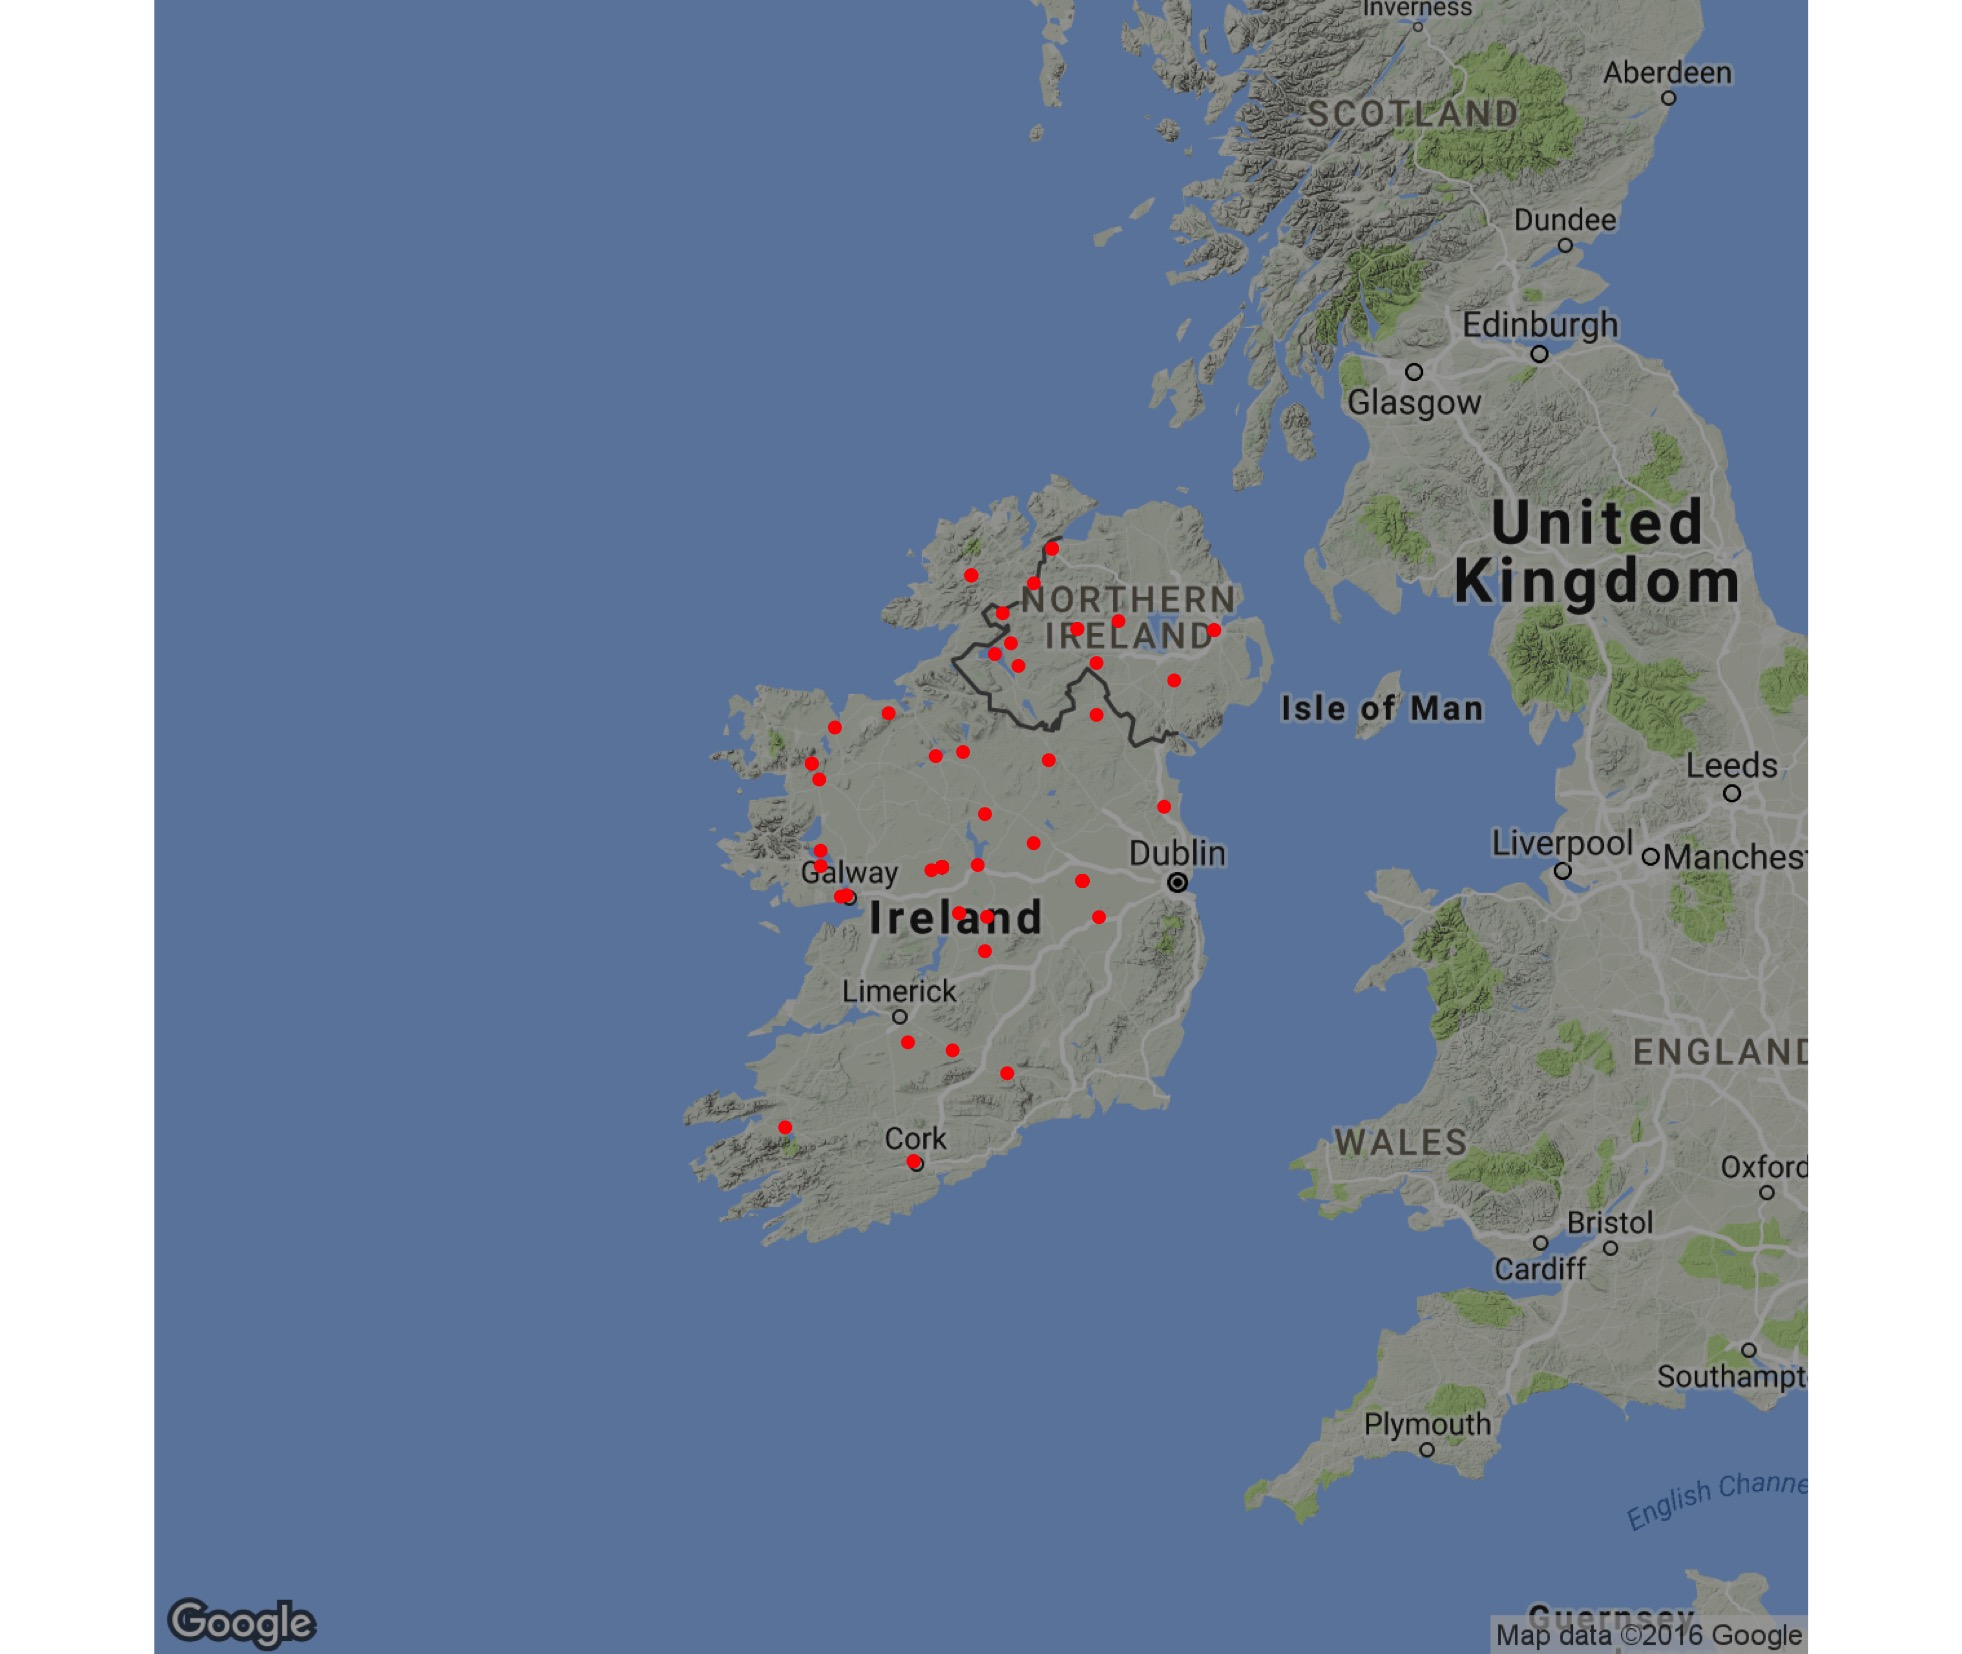 Inverness
Aberdeen
SCOTLAND
Dundee
Edinburgh
Glasgow
United
Kingdom
NORTHERN
IRELAND
Isle of Man
Leeds
Liverpool
Manches
Dublin
Galway
Ireland
Limerick
ENGLAND
Cork
WALES
Oxford
Bristol
Cardiff
Southampt
Plymouth
English Channe
Google
Guernsey
Map data ©2016 Google